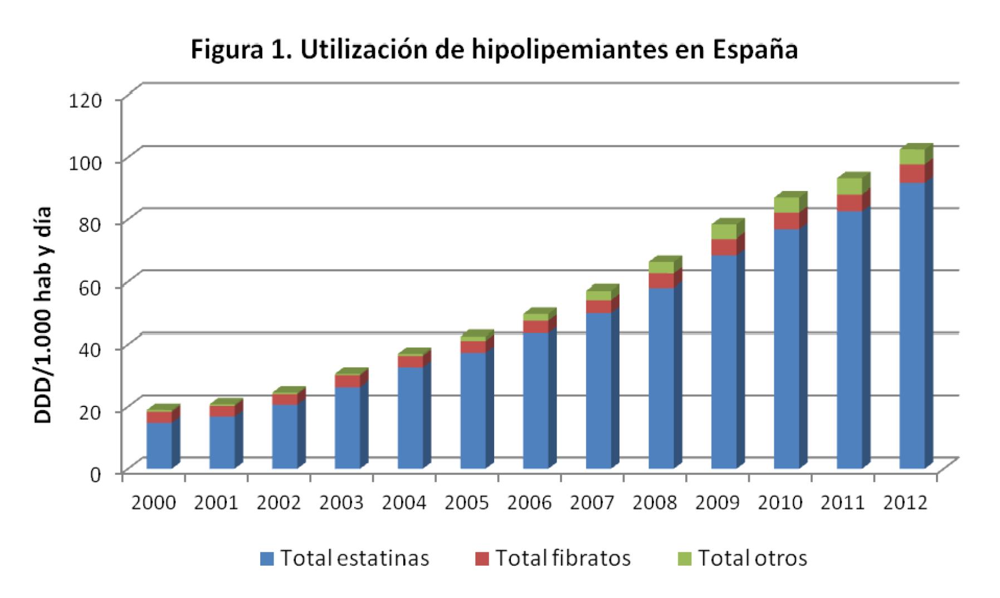 Figura 1. Utilización de hipolipemiantes en España
DDD/1.000 hab y día
120
100
80
60
40
20
0
2000 2001 2002 2003 2004 2005 2006 2007 2008 2009 2010 2011 2012
Total estatinas Total fibratos Total otros